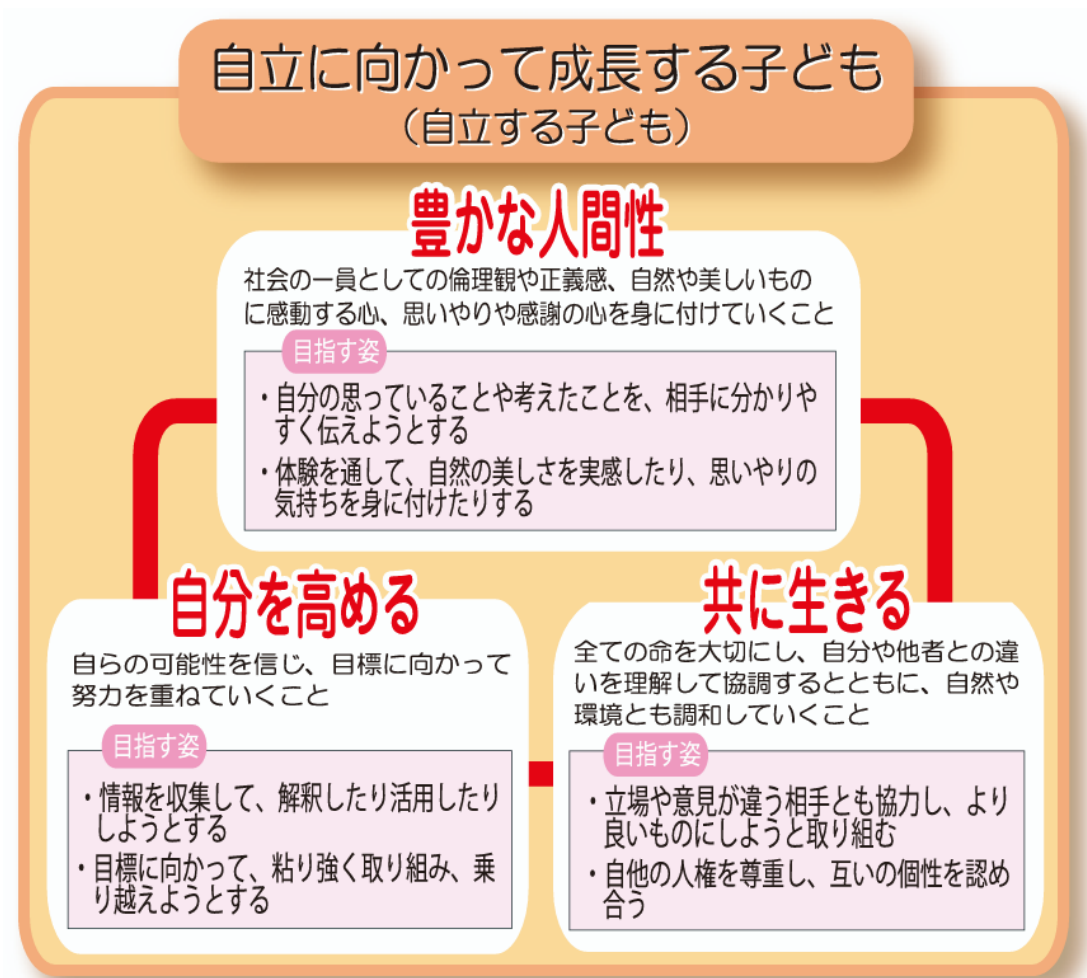 自立に向かって成長する子ども
（自立する子ども）
豊かな人間性
社会の一員としての倫理観や正義感、自然や美しいもの
に感動する心、思いやりや感謝の心を身に付けていくこと
目指す姿
・自分の思っていることや考えたことを、相手に分かりや
すく伝えようとする
・体験を通して、自然の美しさを実感したり、思いやりの
気持ちを身に付けたりする
自分を高める
自らの可能性を信じ、目標に向かって
努力を重ねていくこと
目指す姿
・情報を収集して、解釈したり活用したり
しようとする
・目標に向かって、粘り強く取り組み、乗
り越えようとする
共に生きる
全ての命を大切にし、自分や他者との違
いを理解して協調するとともに、自然や
環境とも調和していくこと
目指す姿
・立場や意見が違う相手とも協力し、より
良いものにしようと取り組む
・自他の人権を尊重し、互いの個性を認め
合う